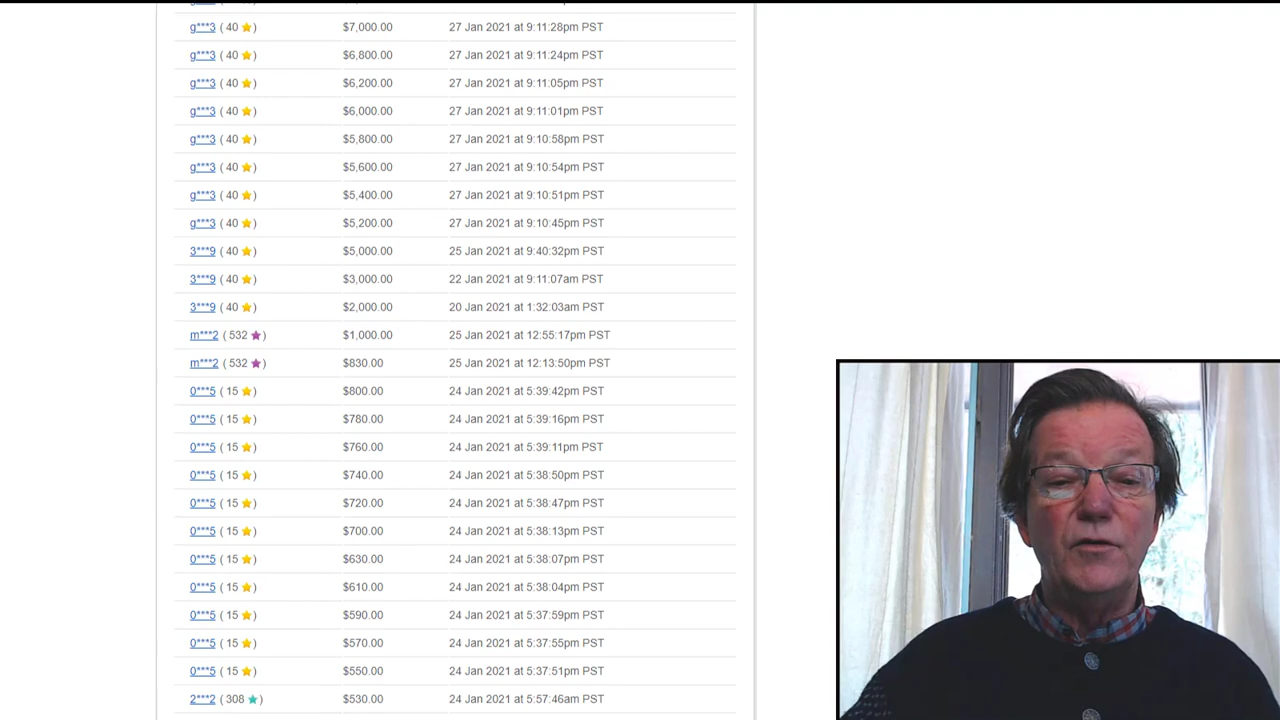 g***3 ( 40 ) $7,000.00 27 Jan 2021 at 9:11:28pm PST
g***3 ( 40 ) $6,800.00 27 Jan 2021 at 9:11:24pm PST
g***3 ( 40 ) $6,200.00 27 Jan 2021 at 9:11:05pm PST
g***3 ( 40 ) $6,000.00 27 Jan 2021 at 9:11:01pm PST
g***3 ( 40 ) $5,800.00 27 Jan 2021 at 9:10:58pm PST
g***3 ( 40 ) $5,600.00 27 Jan 2021 at 9:10:54pm PST
g***3 ( 40 ) $5,400.00 27 Jan 2021 at 9:10:51pm PST
g***3 ( 40 ) $5,200.00 27 Jan 2021 at 9:10:45pm PST
3***9 ( 40 ) $5,000.00 25 Jan 2021 at 9:40:32pm PST
3***9 ( 40 ) $3,000.00 22 Jan 2021 at 9:11:07am PST
3***9 ( 40 ) $2,000.00 20 Jan 2021 at 1:32:03am PST
m***2 ( 532 ) $1,000.00 25 Jan 2021 at 12:55:17pm PST
m***2 ( 532 ) $830.00 25 Jan 2021 at 12:13:50pm PST
0***5 ( 15 ) $800.00 24 Jan 2021 at 5:39:42pm PST
0***5 ( 15 ) $780.00 24 Jan 2021 at 5:39:16pm PST
0***5 ( 15 ) $760.00 24 Jan 2021 at 5:39:11pm PST
0***5 ( 15 ) $740.00 24 Jan 2021 at 5:38:50pm PST
0***5 ( 15 ) $720.00 24 Jan 2021 at 5:38:47pm PST
0***5 ( 15 ) $700.00 24 Jan 2021 at 5:38:13pm PST
0***5 ( 15 ) $630.00 24 Jan 2021 at 5:38:07pm PST
0***5 ( 15 ) $610.00 24 Jan 2021 at 5:38:04pm PST
0***5 ( 15 ) $590.00 24 Jan 2021 at 5:37:59pm PST
0***5 ( 15 ) $570.00 24 Jan 2021 at 5:37:55pm PST
0***5 ( 15 ) $550.00 24 Jan 2021 at 5:37:51pm PST
2***2 ( 308 ) $530.00 24 Jan 2021 at 5:57:46am PST